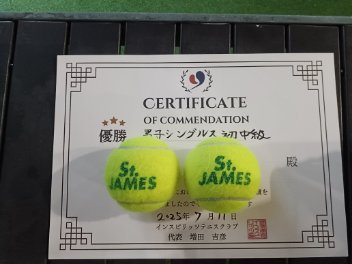 CERTIFICATE
OF COMMENDATION
優勝 男子シングルス初中級
殿
St.
JAMES
St.
JAMES
2025年7月11日
インスピリッツテニスクラブ
代表 増田 吉彦